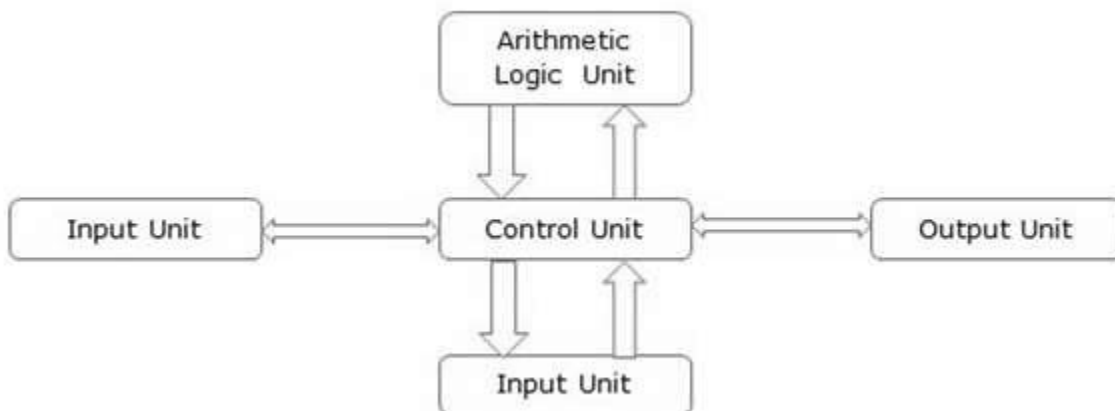 Arithmetic
Logic Unit
Input Unit
Control Unit
Output Unit
Input Unit